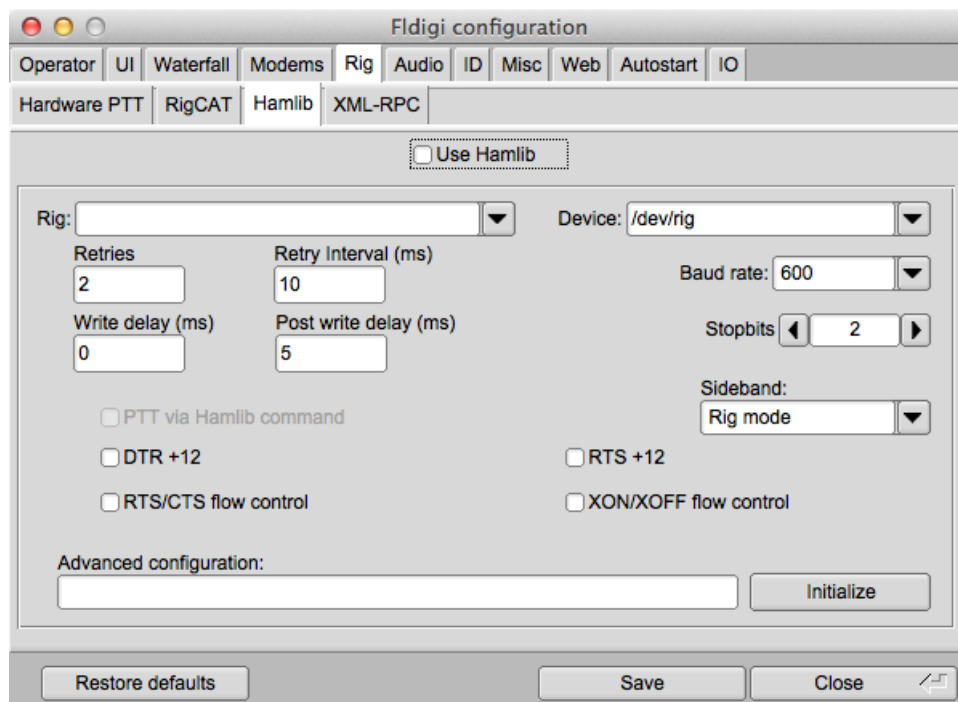 Fldigi configuration
Operator UI Waterfall Modems Rig Audio ID Misc Web Autostart IO
Hardware PTT RigCAT Hamlib XML-RPC
Use Hamlib
Rig: Device: /dev/rig
Retries Retry Interval (ms)
2 10 Baud rate: 600
Write delay (ms) Post write delay (ms)
0 5 Stopbits 2
Sideband:
PTT via Hamlib command Rig mode
DTR +12 RTS +12
RTS/CTS flow control XON/XOFF flow control
Advanced configuration:
Initialize
Restore defaults Save Close